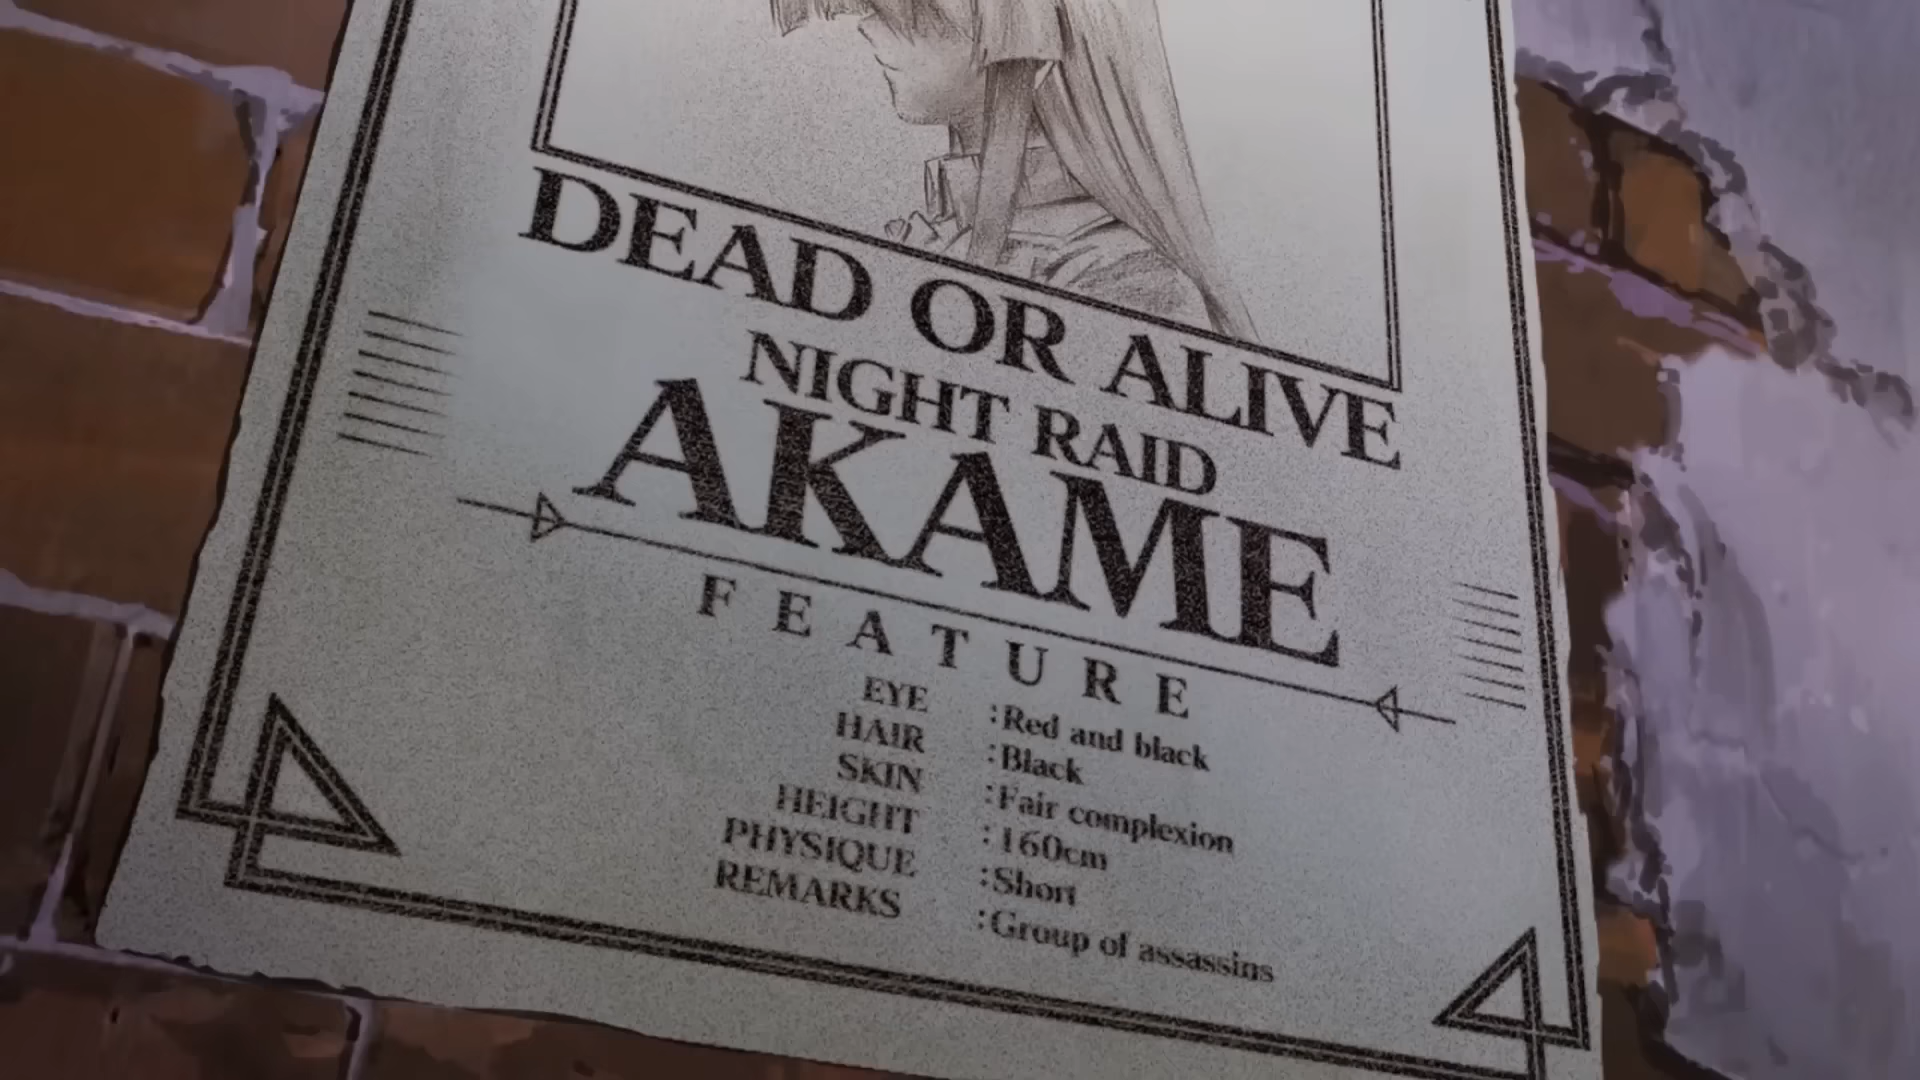 DEAD OR ALIVE
NIGHT RAID
AKAME
FEATURE
EYE :Red and black
HAIR :Black
SKIN :Fair complexion
HEIGHT :160cm
PHYSIQUE :Short
REMARKS :Group of assassins